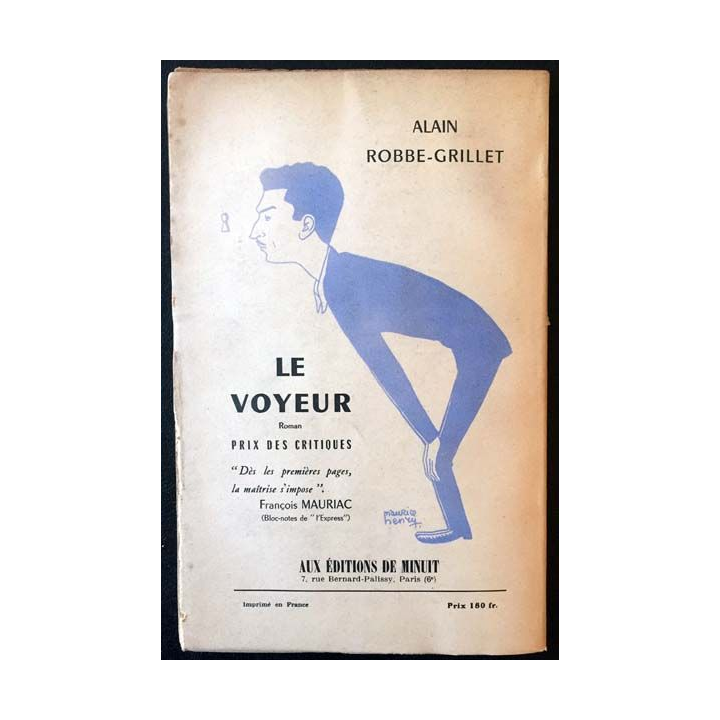 ALAIN
ROBBE-GRILLET
LE
VOYEUR
Roman
PRIX DES CRITIQUES
"Dès les premières pages,
la maîtrise s'impose".
François MAURIAC
(Bloc-notes de "l'Express")
maurice
henry.
AUX ÉDITIONS DE MINUIT
7, rue Bernard-Palissy, Paris (6e)
Imprimé en France
Prix 180 fr.